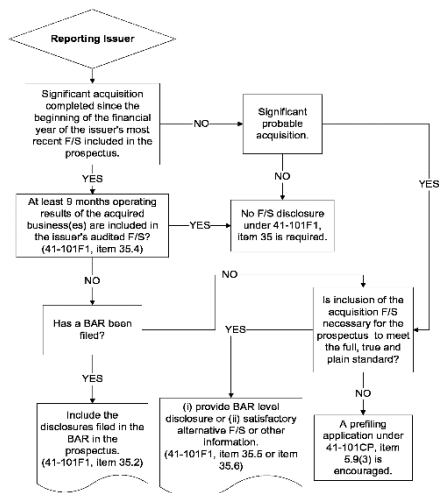 Reporting Issuer
Significant acquisition
completed since the
beginning of the financial
year of the issuer's most
recent F/S included in the
prospectus.
NO
Significant
probable
acquisition.
YES
NO
YES
At least 9 months operating
results of the acquired
business(es) are included in
the issuer's audited F/S?
(41-101F1, item 35.4)
YES
No F/S disclosure
under 41-101F1,
item 35 is required.
NO
NO
Has a BAR been
filed?
YES
Is inclusion of the
acquisition F/S
necessary for the
prospectus to meet
the full, true and
plain standard?
YES
NO
Include the
disclosures filed in the
BAR in the
prospectus.
(41-101F1, item 35.2)
(i) provide BAR level
disclosure or (ii) satisfactory
alternative F/S or other
information.
(41-101F1, item 35.5 or item
35.6)
A prefiling
application under
41-101CP, item
5.9(3) is
encouraged.